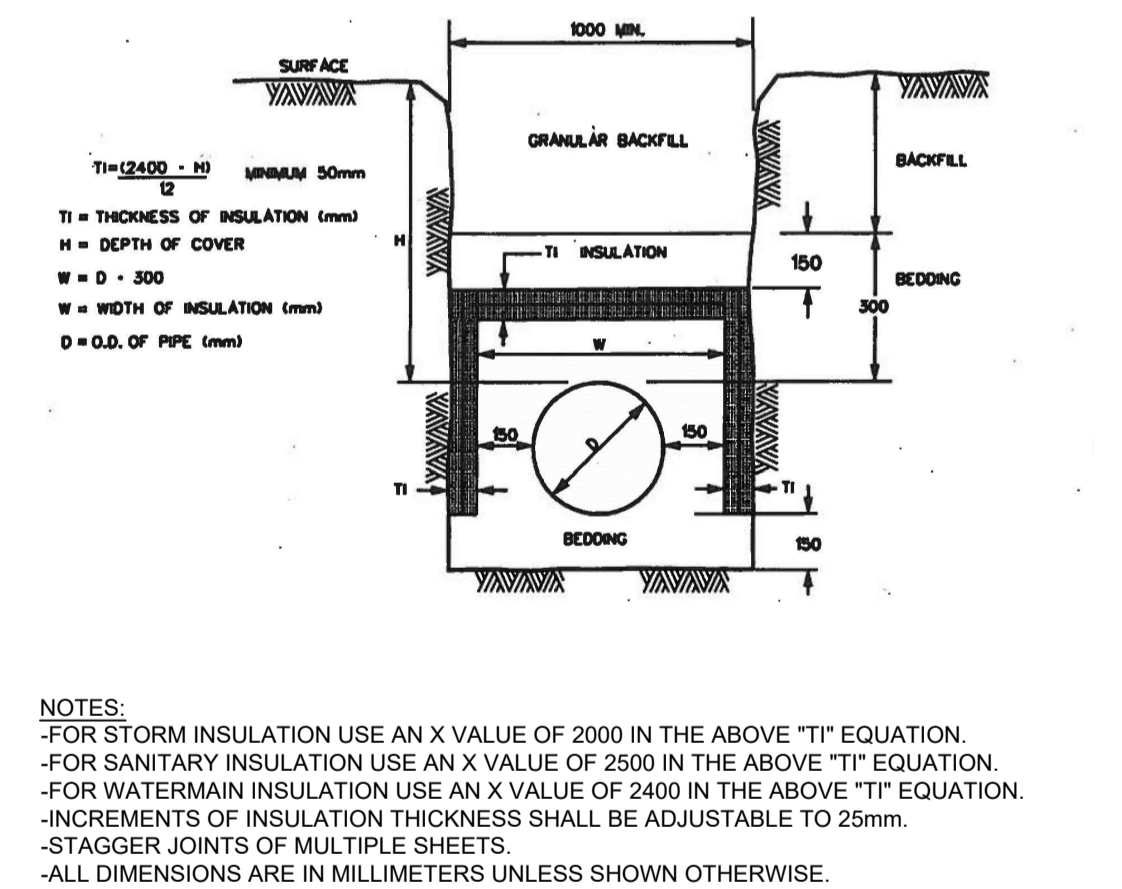 1000 MIN.
SURFACE
GRANULAR BACKFILL
BACKFILL
TI=(2400 - H)
12
MINIMUM 50mm
TI = THICKNESS OF INSULATION (mm)
H = DEPTH OF COVER
W = D + 300
W = WIDTH OF INSULATION (mm)
D = O.D. OF PIPE (mm)
H
TI INSULATION
150
BEDDING
300
W
150
D
150
TI
TI
BEDDING
150
NOTES:
-FOR STORM INSULATION USE AN X VALUE OF 2000 IN THE ABOVE "TI" EQUATION.
-FOR SANITARY INSULATION USE AN X VALUE OF 2500 IN THE ABOVE "TI" EQUATION.
-FOR WATERMAIN INSULATION USE AN X VALUE OF 2400 IN THE ABOVE "TI" EQUATION.
-INCREMENTS OF INSULATION THICKNESS SHALL BE ADJUSTABLE TO 25mm.
-STAGGER JOINTS OF MULTIPLE SHEETS.
-ALL DIMENSIONS ARE IN MILLIMETERS UNLESS SHOWN OTHERWISE.